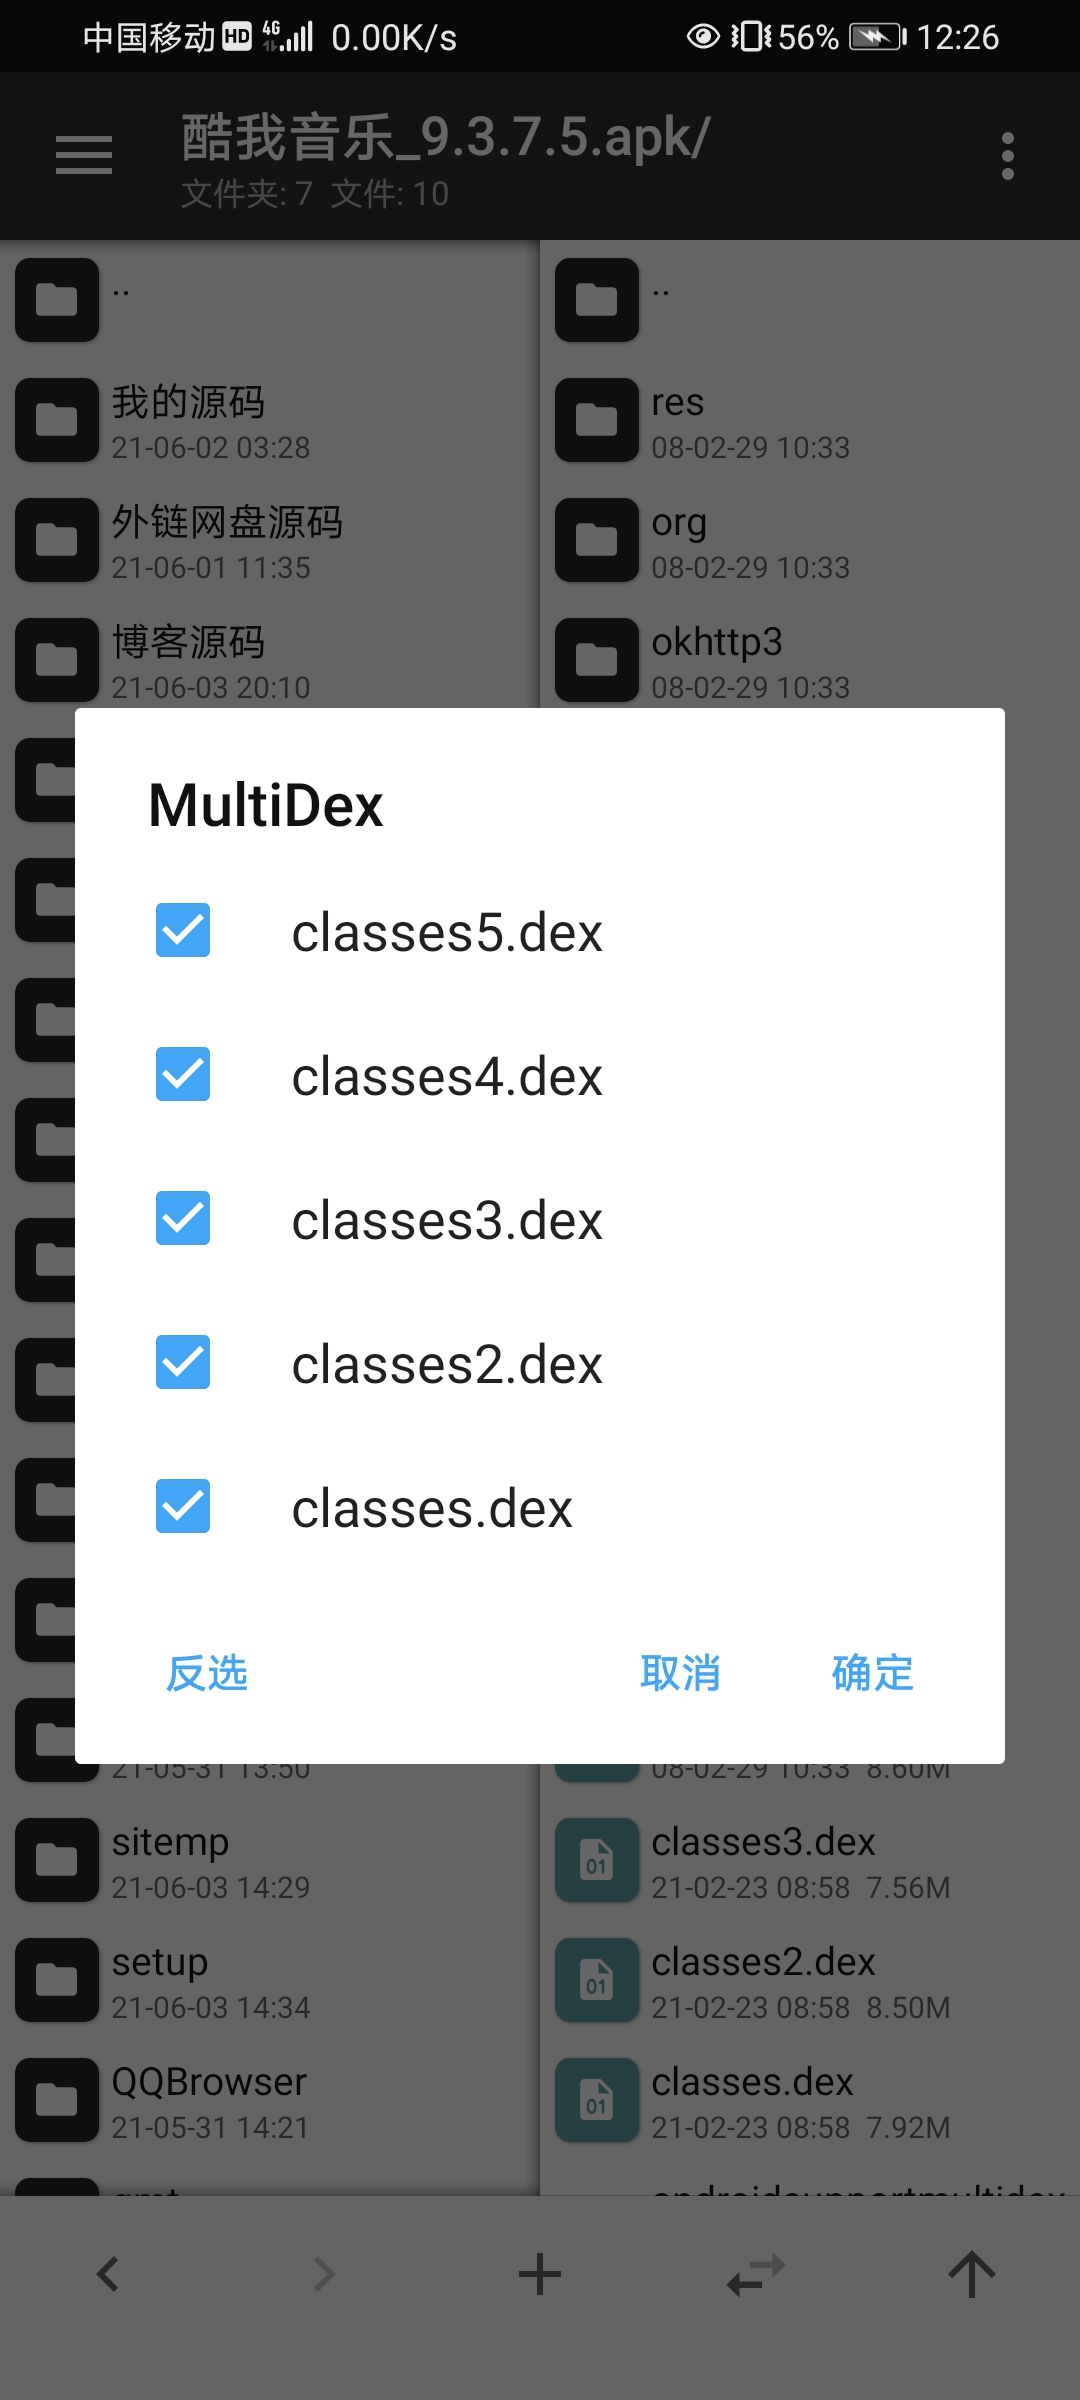 中国移动 HD 4G 0.00K/s 56% 12:26
酷我音乐_9.3.7.5.apk/
文件夹: 7 文件: 10
..
我的源码
21-06-02 03:28
外链网盘源码
21-06-01 11:35
博客源码
21-06-03 20:10
..
res
08-02-29 10:33
org
08-02-29 10:33
okhttp3
08-02-29 10:33
MultiDex
classes5.dex
classes4.dex
classes3.dex
classes2.dex
classes.dex
反选 取消 确定
21-05-31 13:50
sitemp
21-06-03 14:29
setup
21-06-03 14:34
QQBrowser
21-05-31 14:21
08-02-29 10:33 8.60M
01 classes3.dex
21-02-23 08:58 7.56M
01 classes2.dex
21-02-23 08:58 8.50M
01 classes.dex
21-02-23 08:58 7.92M